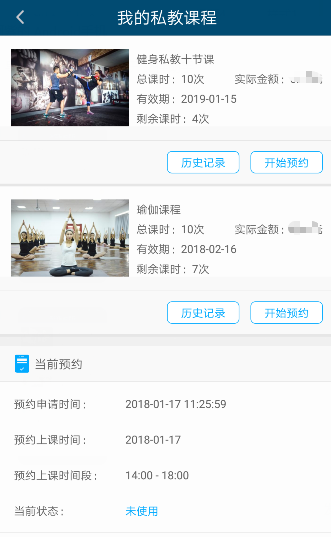 我的私教课程
健身私教十节课
总课时：10次 实际金额：
有效期：2019-01-15
剩余课时：4次
历史记录 开始预约
瑜伽课程
总课时：10次 实际金额：
有效期：2018-02-16
剩余课时：7次
历史记录 开始预约
当前预约
预约申请时间： 2018-01-17 11:25:59
预约上课时间： 2018-01-17
预约上课时间段： 14:00 - 18:00
当前状态： 未使用